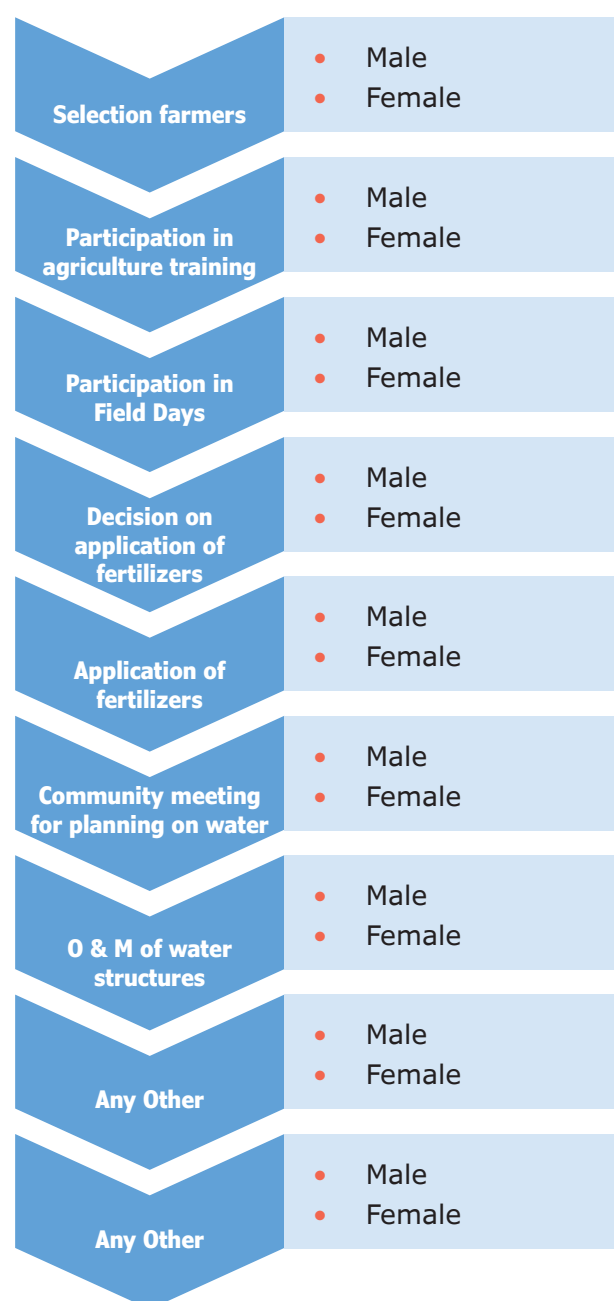 Selection farmers
• Male
• Female
Participation in
agriculture training
• Male
• Female
Participation in
Field Days
• Male
• Female
Decision on
application of
fertilizers
• Male
• Female
Application of
fertilizers
• Male
• Female
Community meeting
for planning on water
• Male
• Female
O & M of water
structures
• Male
• Female
Any Other
• Male
• Female
Any Other
• Male
• Female